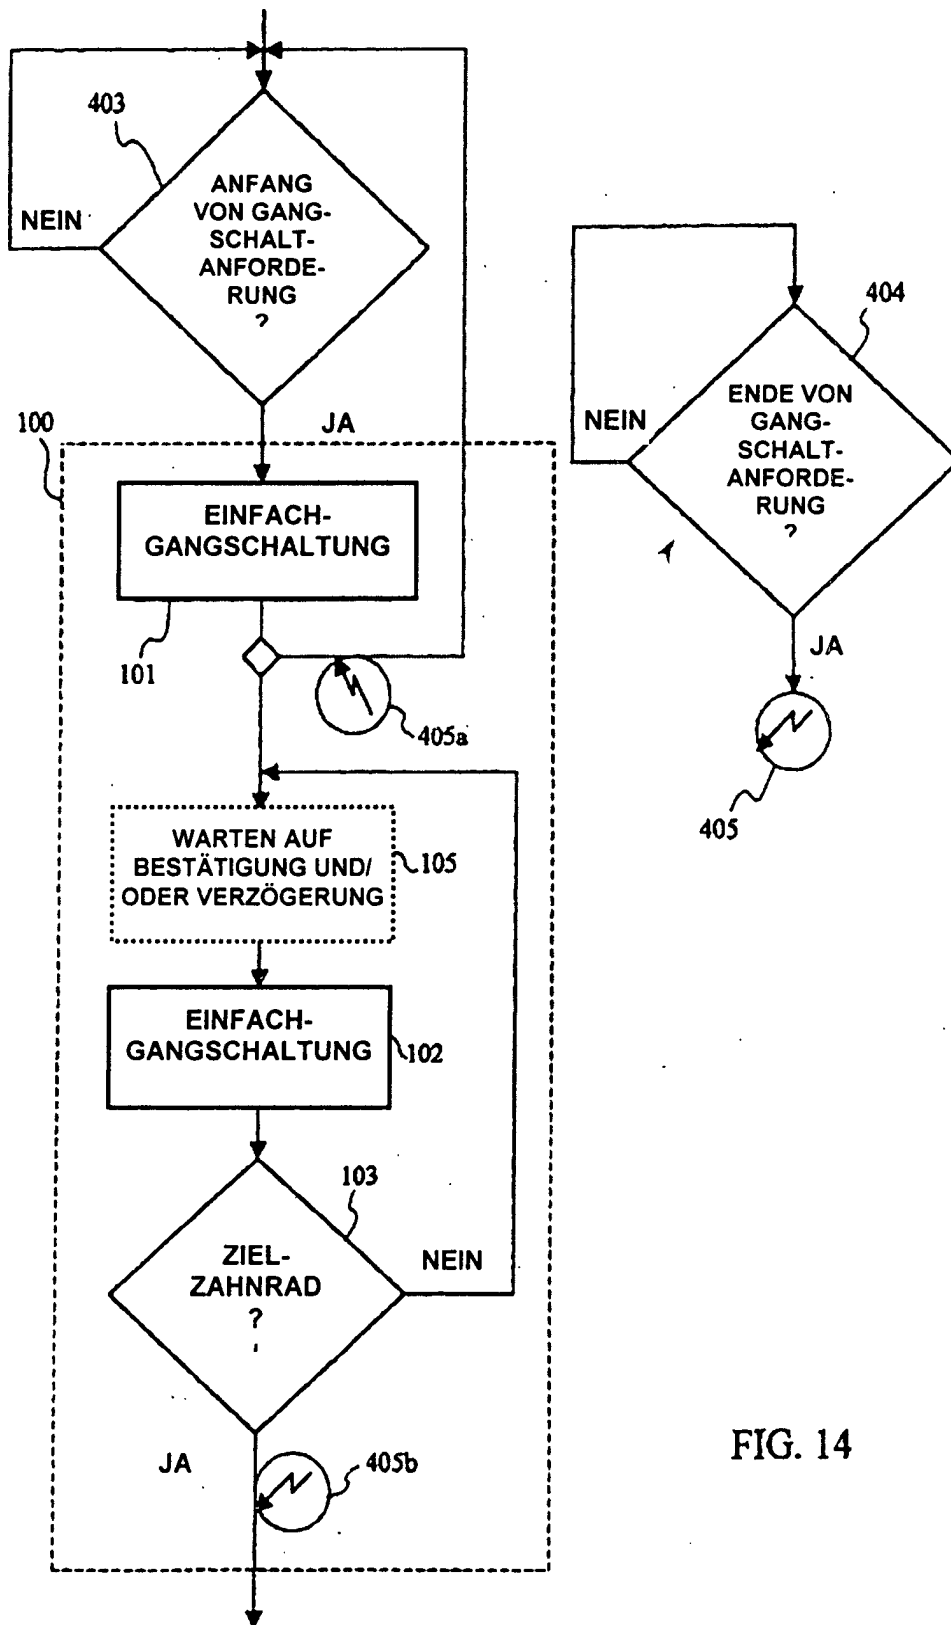 403
ANFANG
VON GANG-
SCHALT-
ANFORDE-
RUNG
?
NEIN
JA
100
EINFACH-
GANGSCHALTUNG
101
405a
WARTEN AUF
BESTÄTIGUNG UND/
ODER VERZÖGERUNG
105
EINFACH-
GANGSCHALTUNG
102
103
ZIEL-
ZAHNRAD
?
NEIN
JA
405b
404
ENDE VON
GANG-
SCHALT-
ANFORDE-
RUNG
?
NEIN
JA
405
FIG. 14